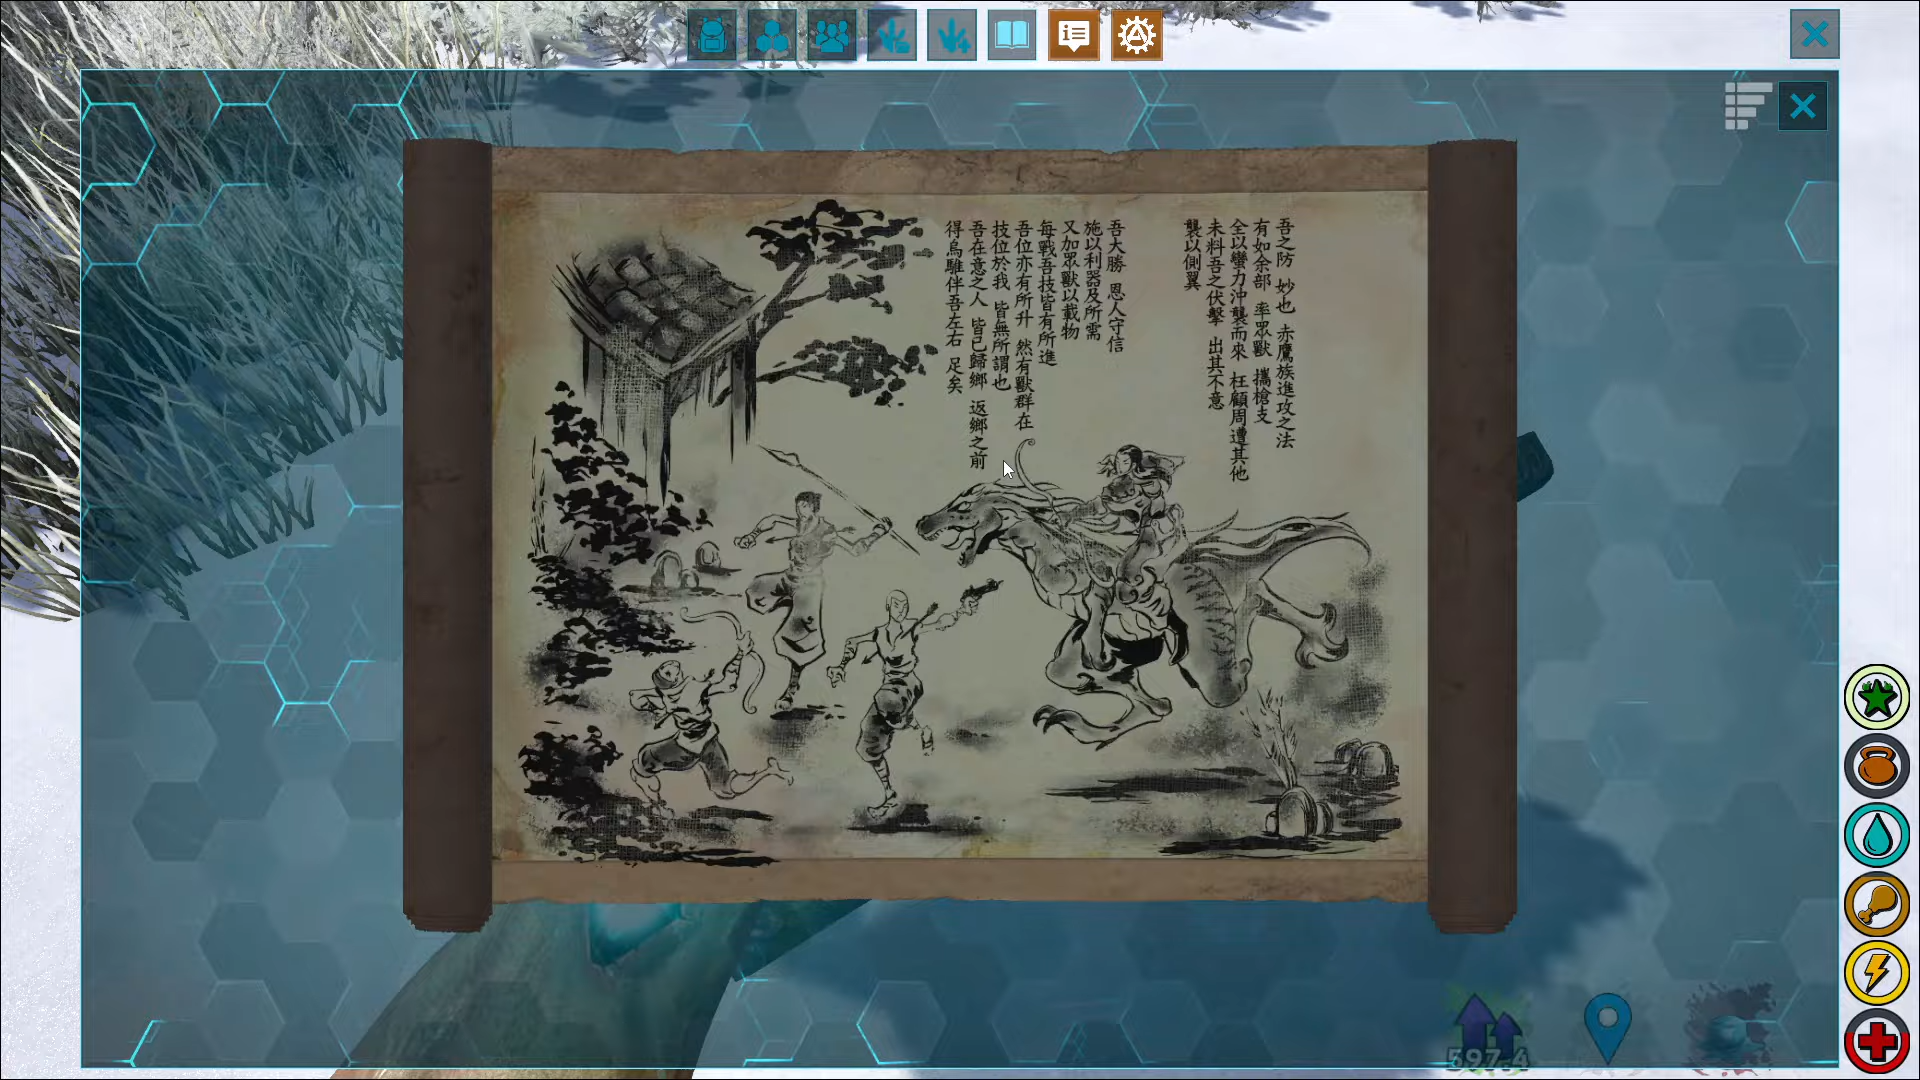 吾之防 妙也 赤鷹族進攻之法
有如余部 率眾獸 攜槍支
全以蠻力沖襲而來 枉顧周遭其他
未料吾之伏擊 出其不意
襲以側翼
吾大勝 恩人守信
施以利器及所需
又加眾獸以載物
每戰吾技皆有所進
吾位亦有所升 然有獸群在
技位於我 皆無所謂也
吾在意之人 皆已歸鄉 返鄉之前
得烏騅伴吾左右 足矣
597.4